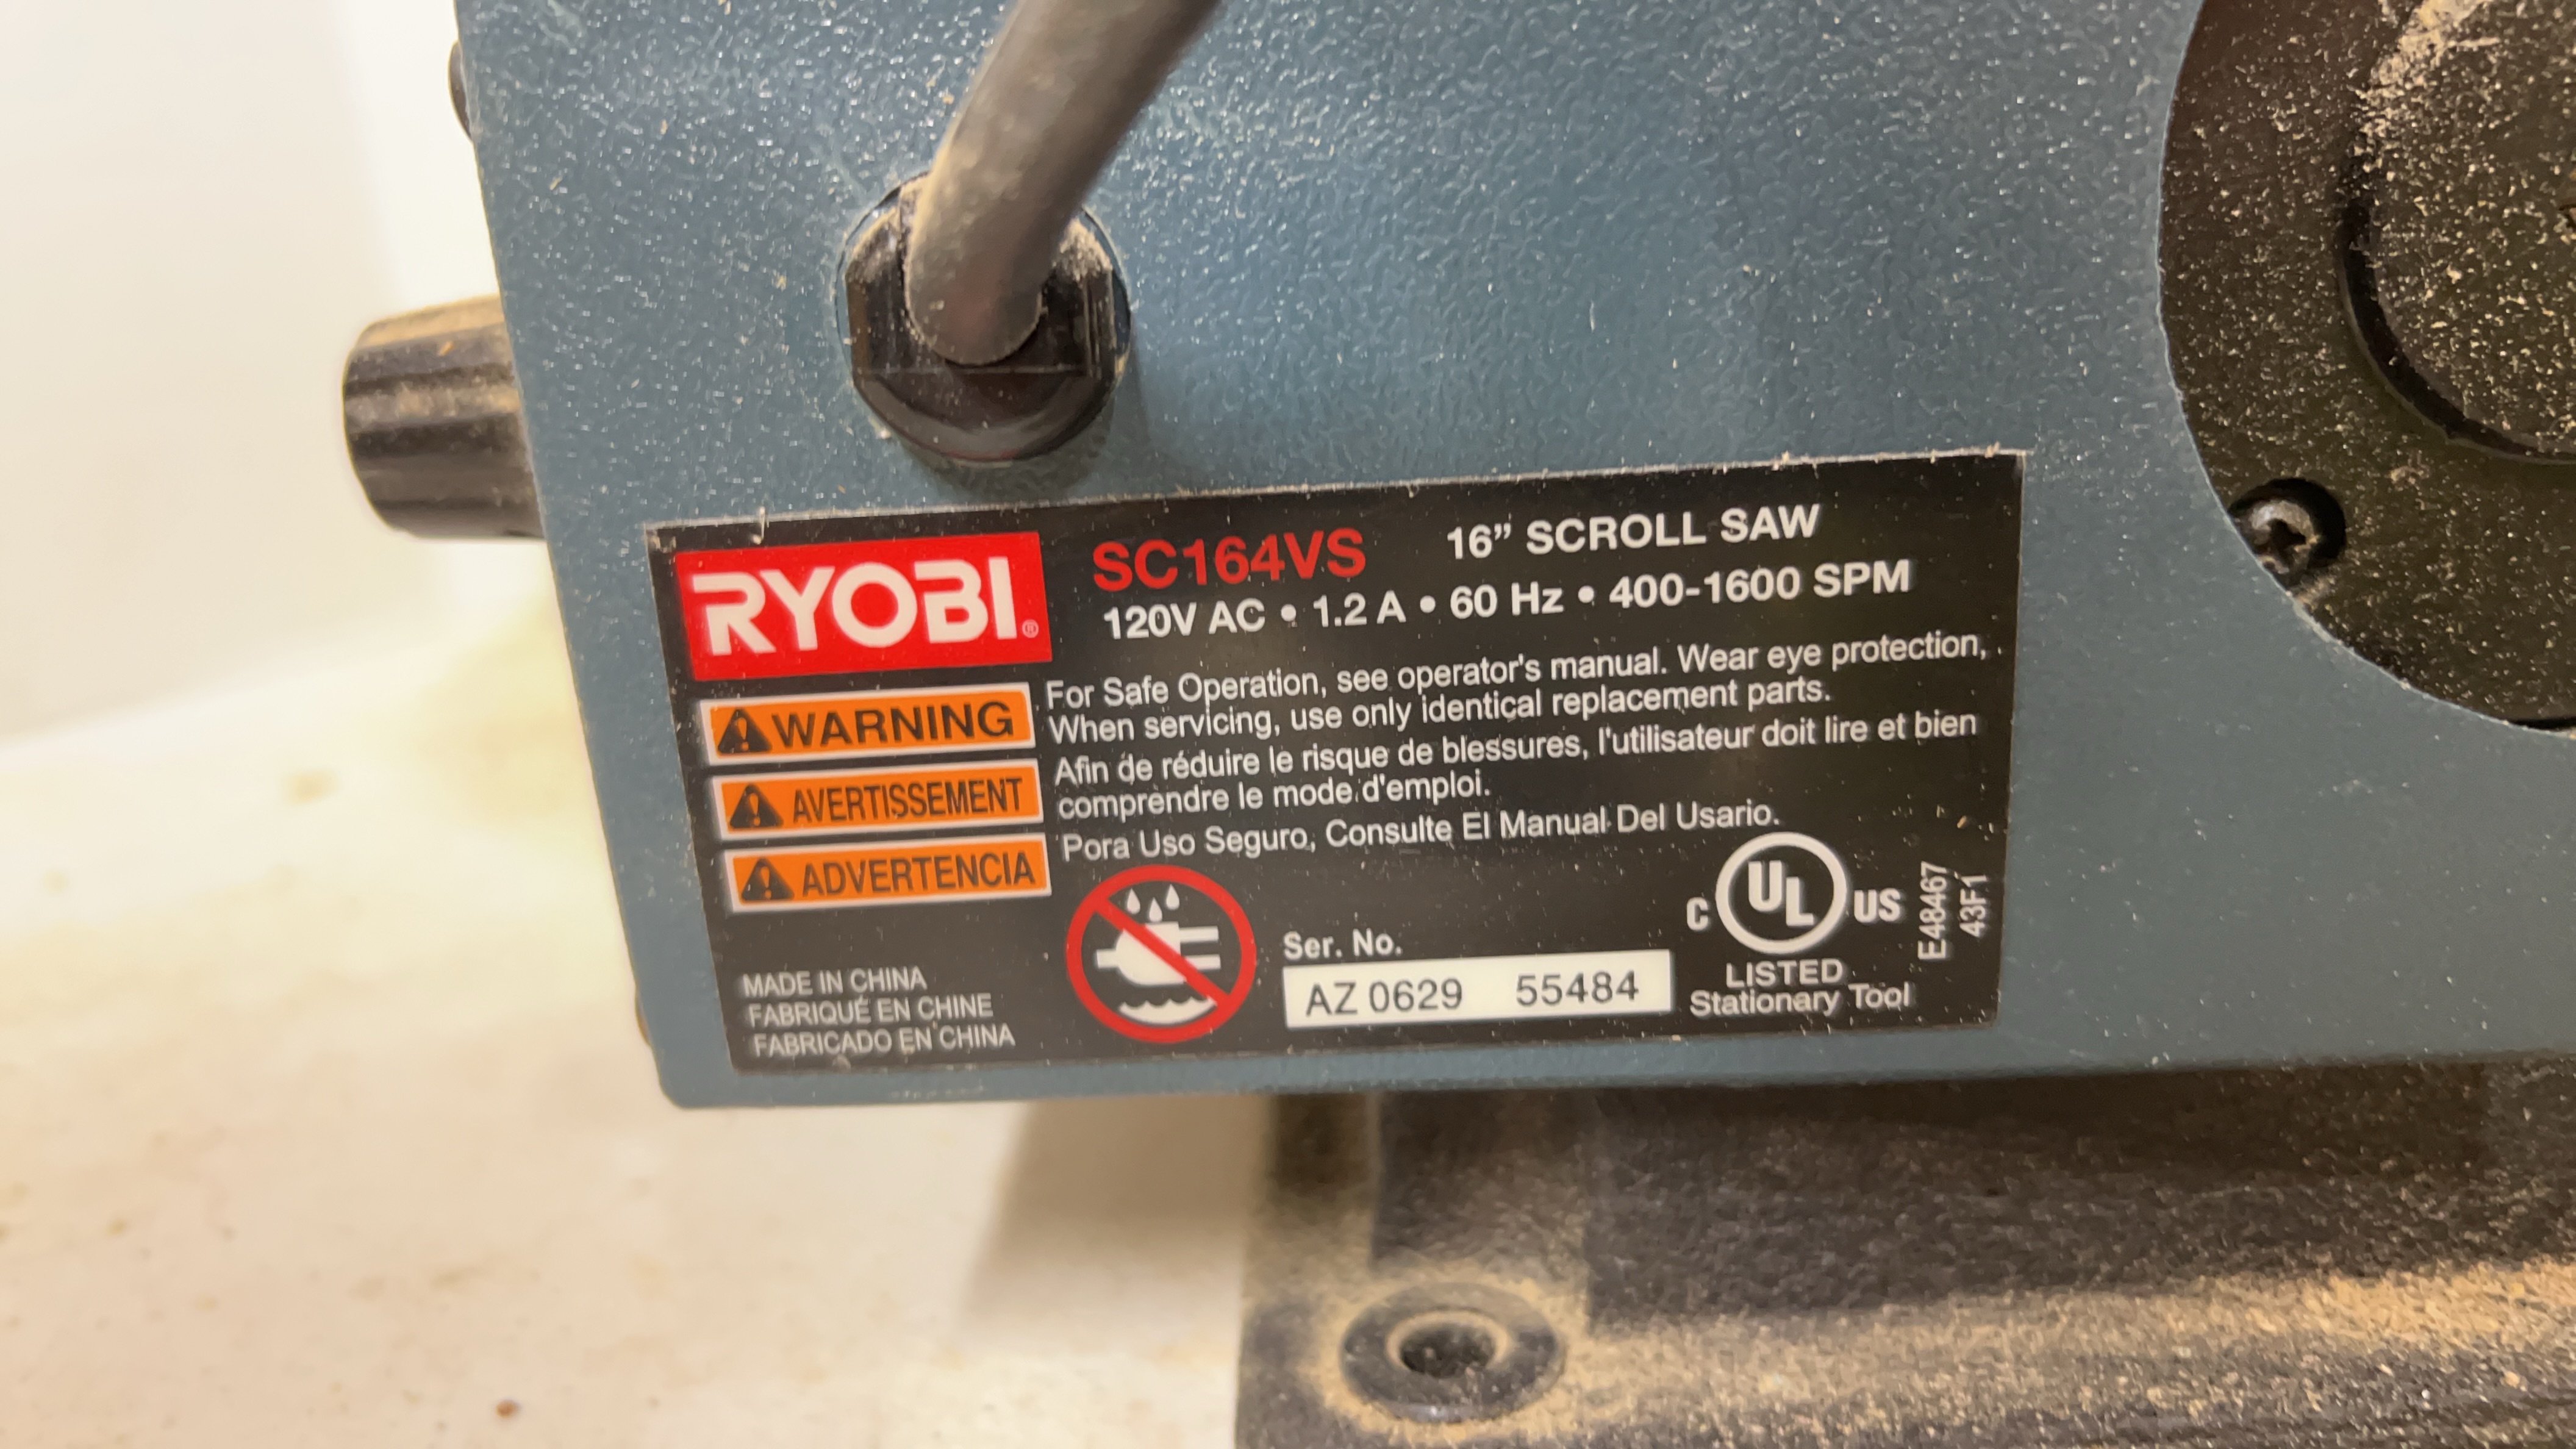 RYOBI®
SC164VS 16” SCROLL SAW
120V AC • 1.2 A • 60 Hz • 400-1600 SPM
WARNING
For Safe Operation, see operator's manual. Wear eye protection,
When servicing, use only identical replacement parts.
AVERTISSEMENT
Afin de réduire le risque de blessures, l'utilisateur doit lire et bien
comprendre le mode d'emploi.
ADVERTENCIA
Pora Uso Seguro, Consulte El Manual Del Usario.
MADE IN CHINA
FABRIQUÉ EN CHINE
FABRICADO EN CHINA
Ser. No.
AZ 0629 55484
C UL US
LISTED
Stationary Tool
E48467
43F1